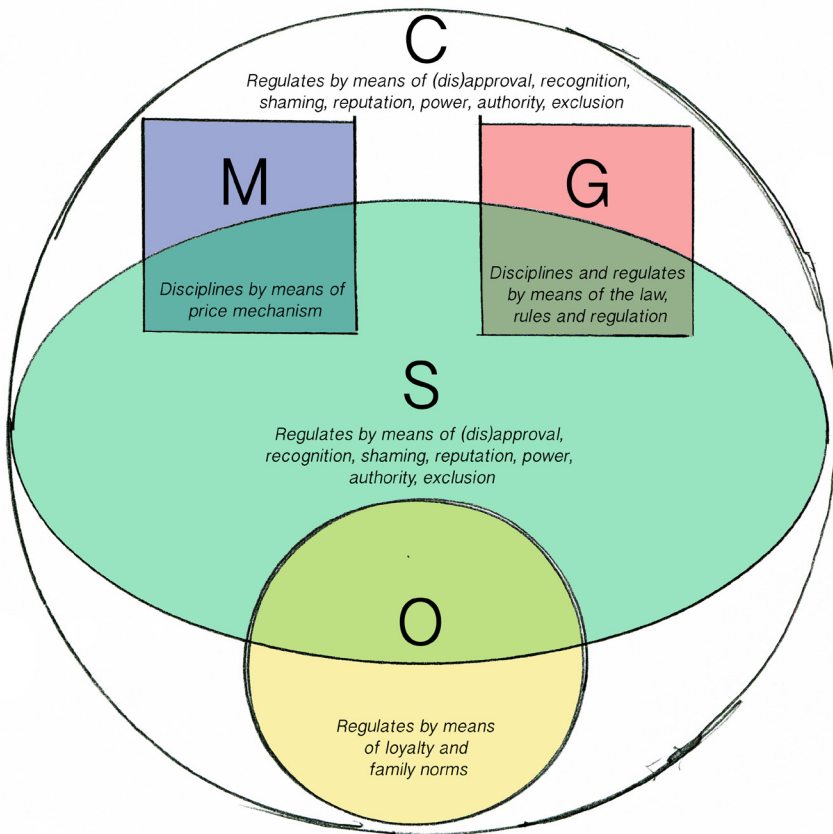 C
Regulates by means of (dis)approval, recognition,
shaming, reputation, power, authority, exclusion
M
Disciplines by means of
price mechanism
G
Disciplines and regulates
by means of the law,
rules and regulation
S
Regulates by means of (dis)approval,
recognition, shaming, reputation, power,
authority, exclusion
O
Regulates by means
of loyalty and
family norms